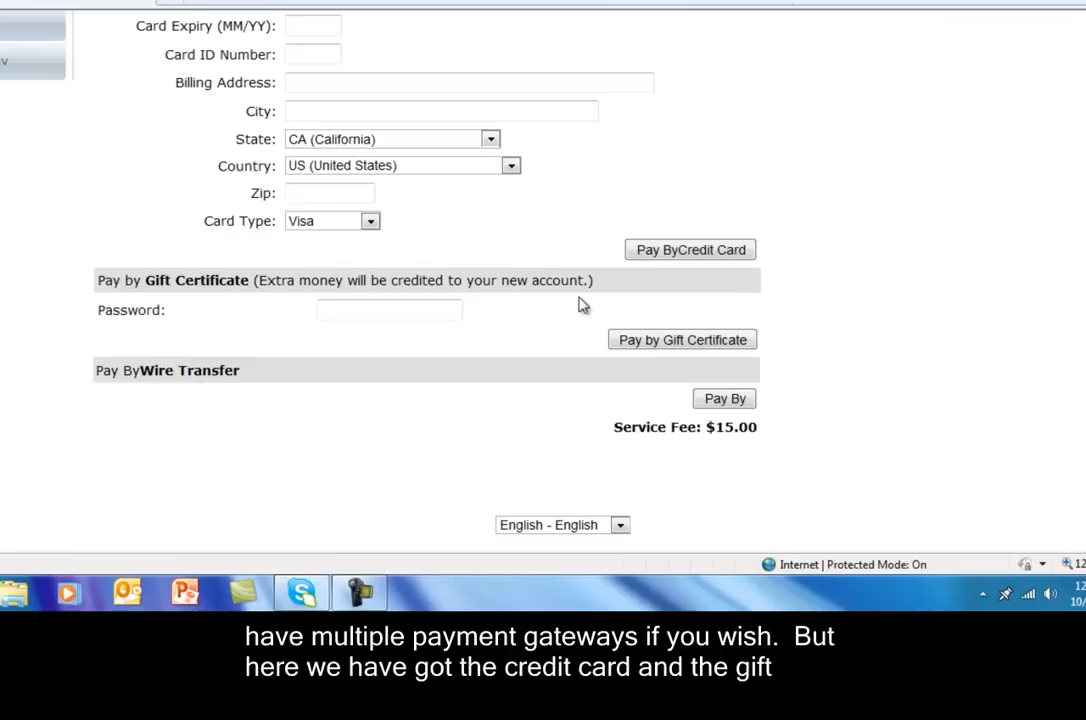 Card Expiry (MM/YY):
Card ID Number:
Billing Address:
City:
State: CA (California)
Country: US (United States)
Zip:
Card Type: Visa
Pay ByCredit Card
Pay by Gift Certificate (Extra money will be credited to your new account.)
Password:
Pay by Gift Certificate
Pay ByWire Transfer
Pay By
Service Fee: $15.00
English - English
Internet | Protected Mode: On
have multiple payment gateways if you wish. But
here we have got the credit card and the gift